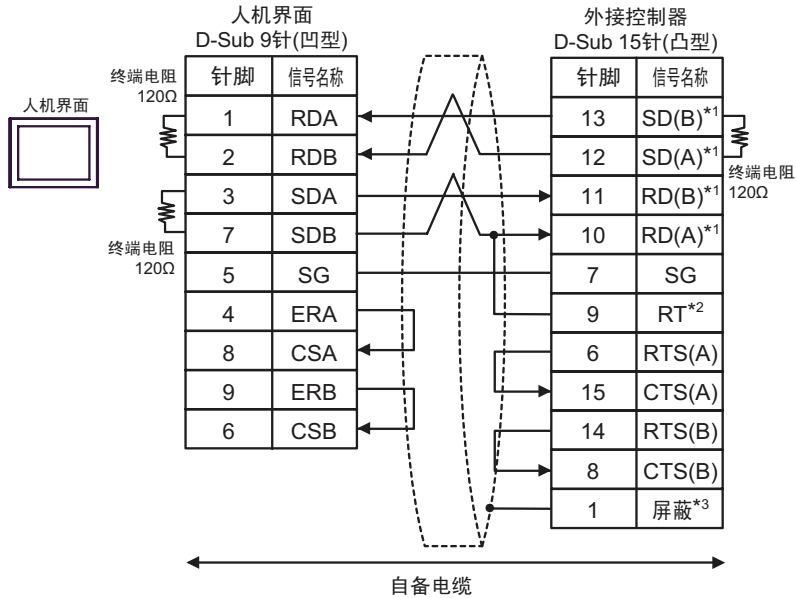 人机界面
D-Sub 9针(凹型)
外接控制器
D-Sub 15针(凸型)
人机界面
终端电阻
120Ω
终端电阻
120Ω
针脚 信号名称
1 RDA
2 RDB
3 SDA
7 SDB
5 SG
4 ERA
8 CSA
9 ERB
6 CSB
针脚 信号名称
13 SD(B)*1
12 SD(A)*1
11 RD(B)*1
10 RD(A)*1
7 SG
9 RT*2
6 RTS(A)
15 CTS(A)
14 RTS(B)
8 CTS(B)
1 屏蔽*3
终端电阻
120Ω
自备电缆